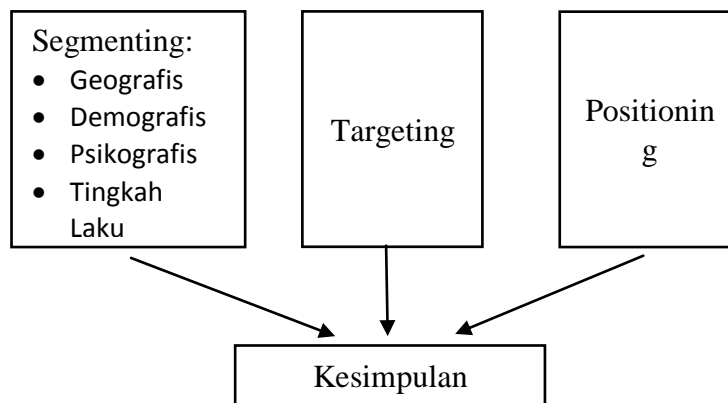 Segmenting:
• Geografis
• Demografis
• Psikografis
• Tingkah
Laku
Targeting
Positionin
g
Kesimpulan